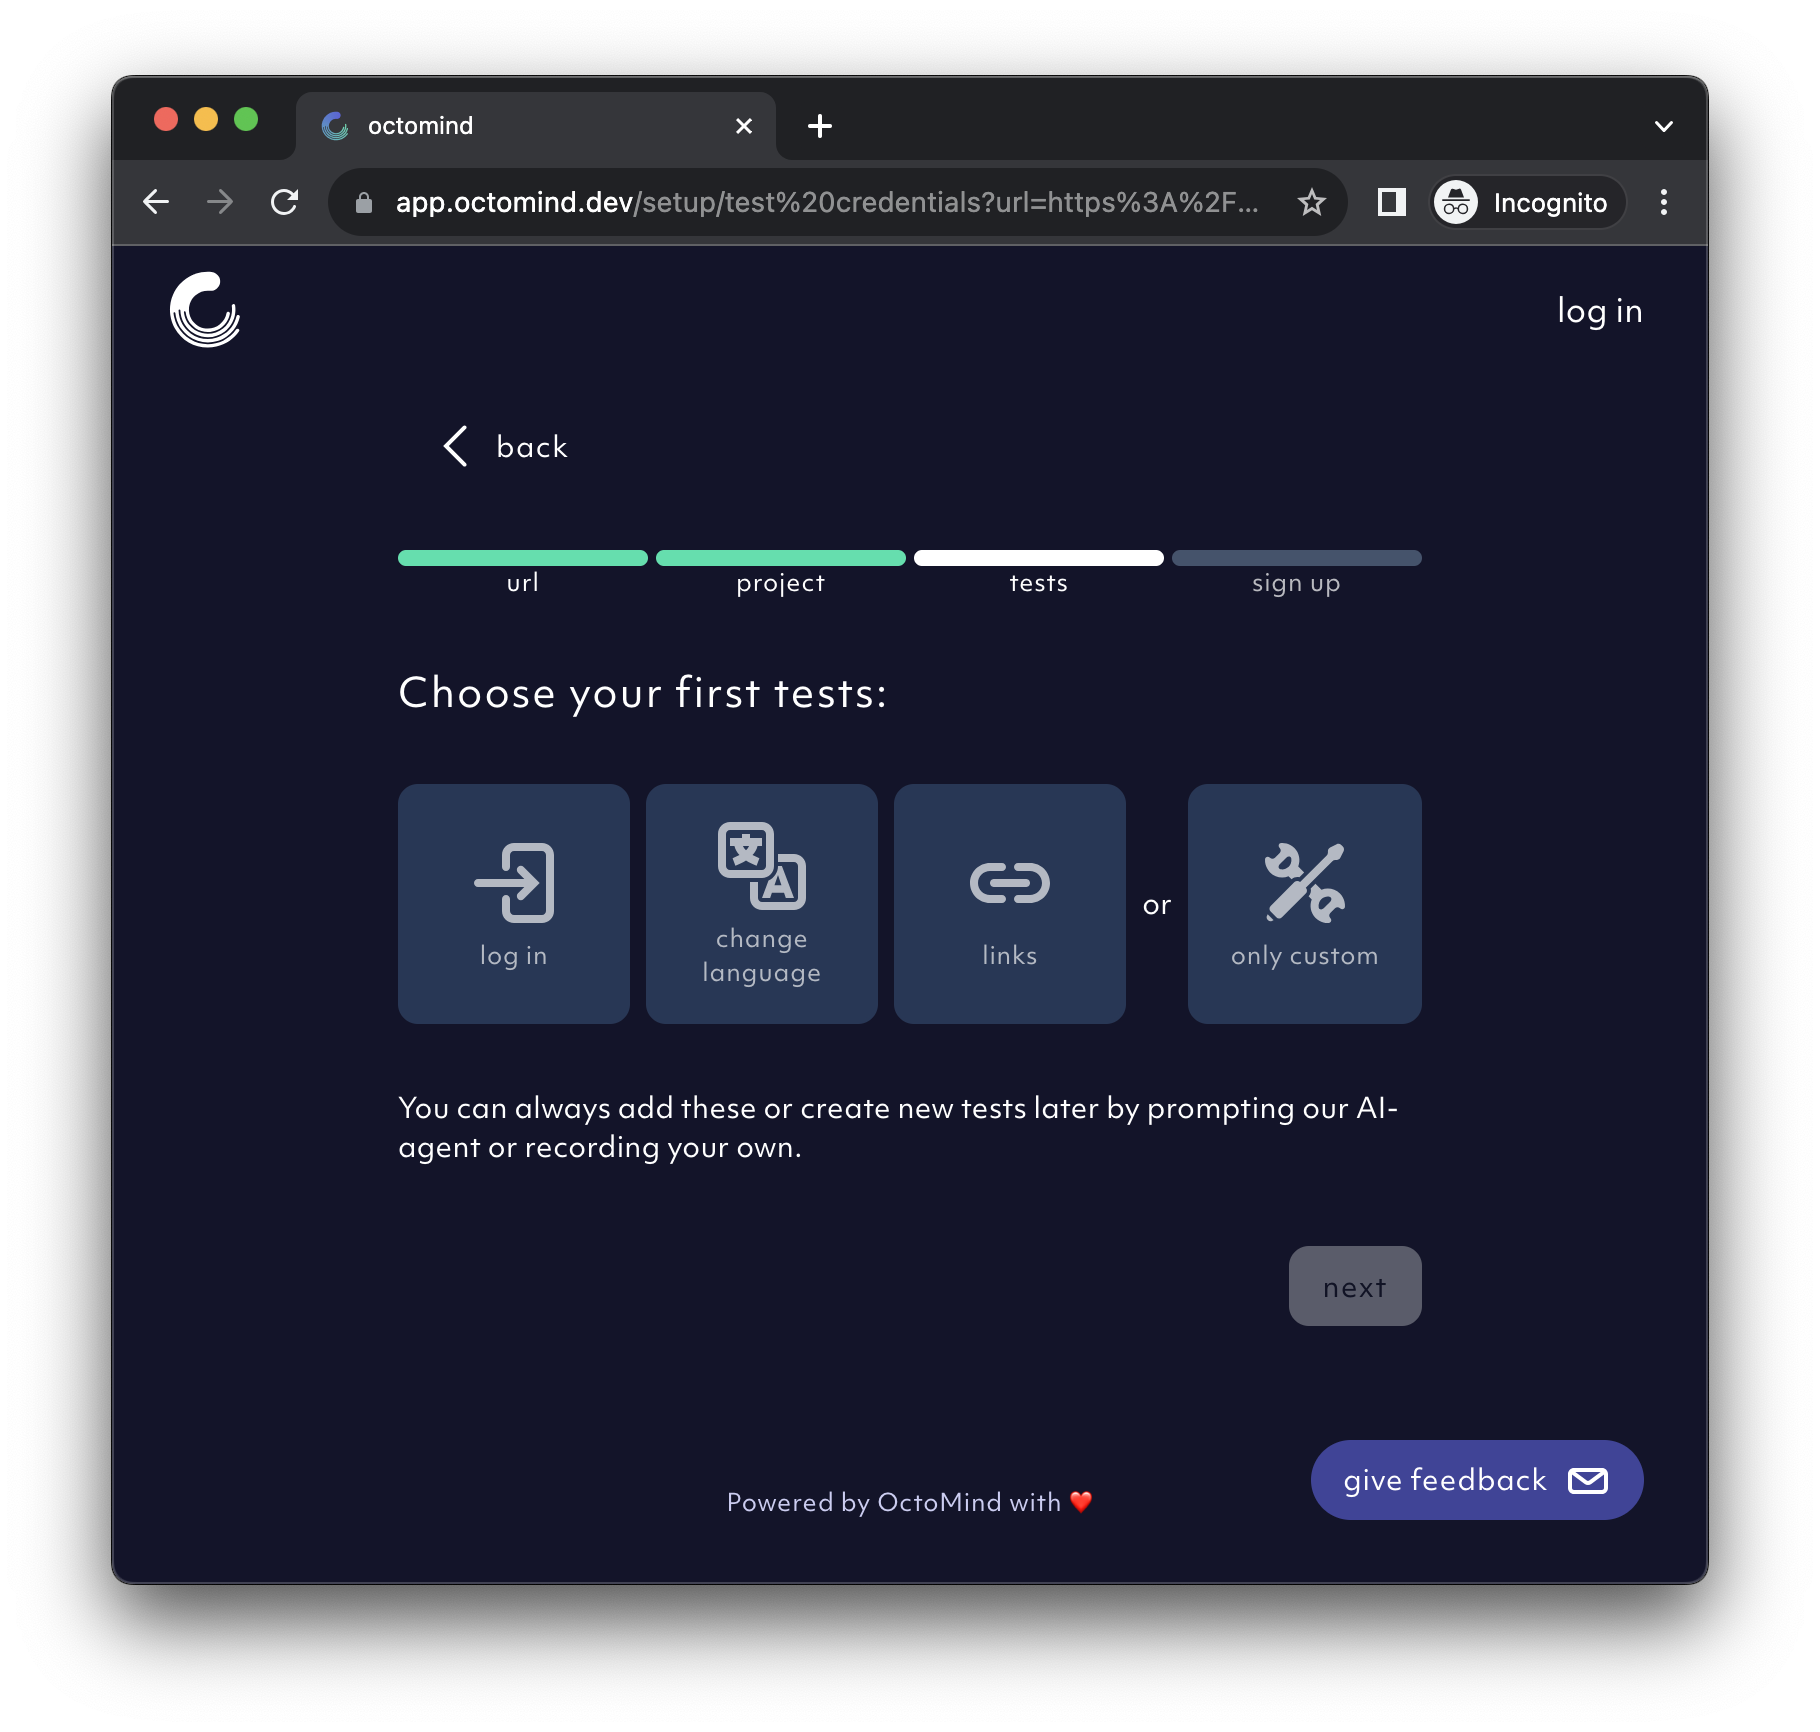 octomind
app.octomind.dev/setup/test%20credentials?url=https%3A%2F...
Incognito
log in
back
url
project
tests
sign up
Choose your first tests:
log in
文
A
change
language
links
or
only custom
You can always add these or create new tests later by prompting our AI-
agent or recording your own.
next
give feedback
Powered by OctoMind with ❤️